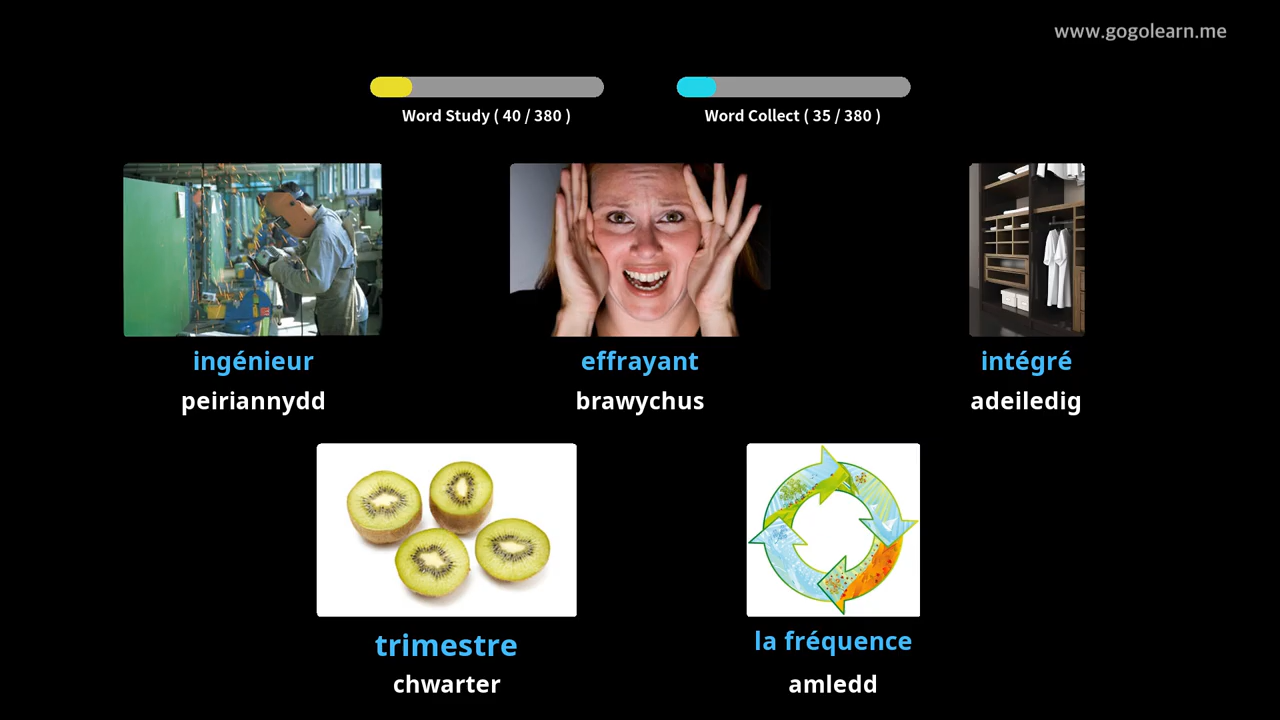 www.gogolearn.me
Word Study ( 40 / 380 )
Word Collect ( 35 / 380 )
ingénieur
peiriannydd
effrayant
brawychus
intégré
adeiledig
trimestre
chwarter
la fréquence
amledd